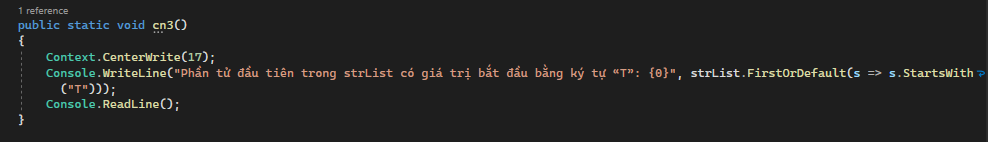 1 reference
public static void cn3()
{
Context.CenterWrite(17);
Console.WriteLine("Phần tử đầu tiên trong strList có giá trị bắt đầu bằng ký tự “T”: {0}", strList.FirstOrDefault(s => s.StartsWith
("T")));
Console.ReadLine();
}